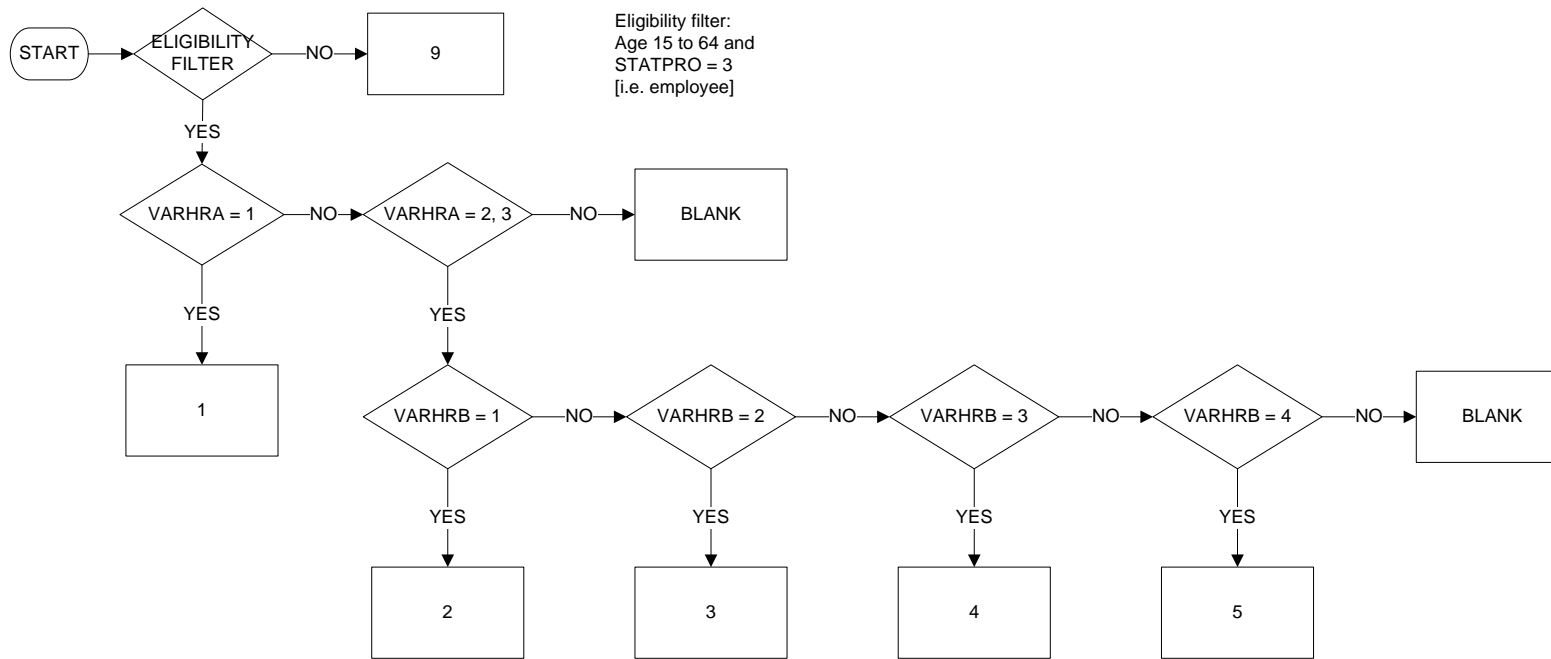 START
ELIGIBILITY
FILTER
NO
9
Eligibility filter:
Age 15 to 64 and
STATPRO = 3
[i.e. employee]
YES
VARHRA = 1
NO
VARHRA = 2, 3
NO
BLANK
YES
YES
1
VARHRB = 1
NO
VARHRB = 2
NO
VARHRB = 3
NO
VARHRB = 4
NO
BLANK
YES
YES
YES
YES
2
3
4
5